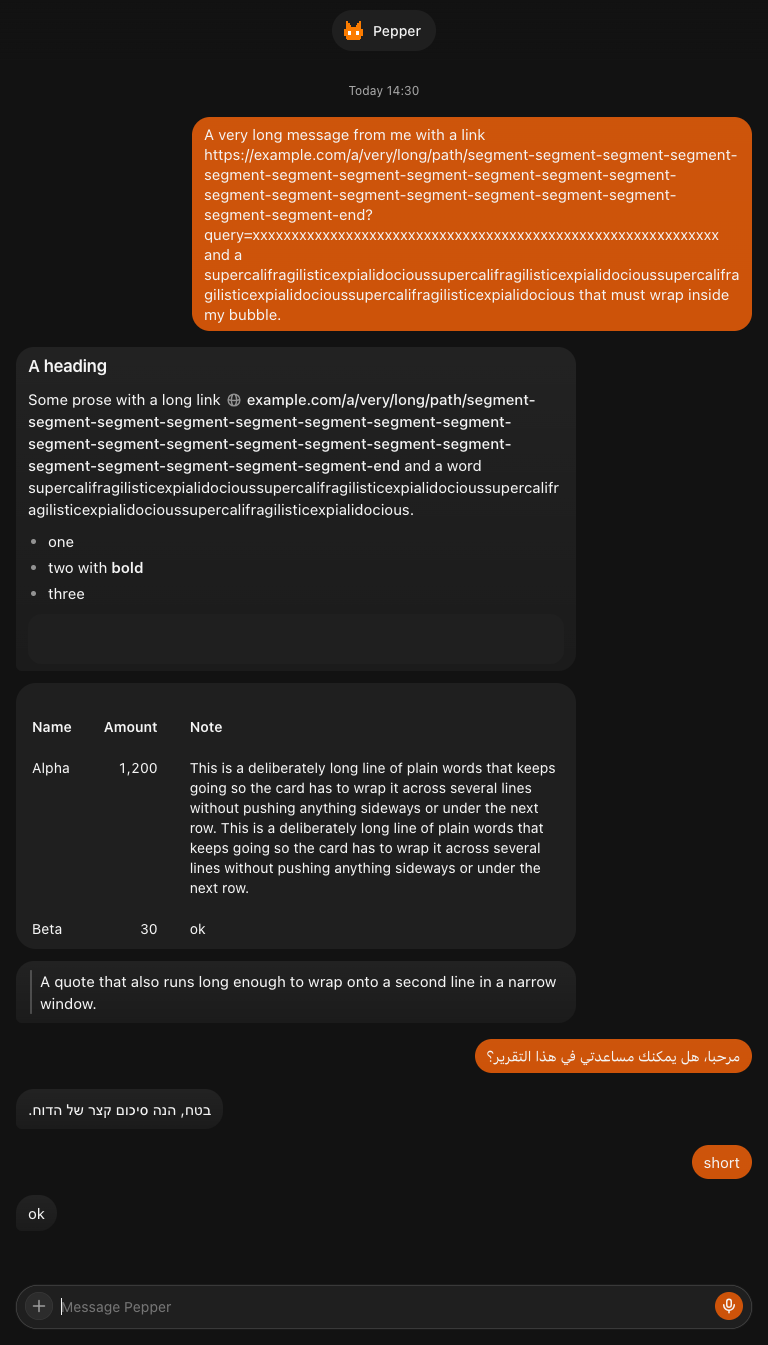 Pepper
Today 14:30
A very long message from me with a link
https://example.com/a/very/long/path/segment-segment-segment-segment-
segment-segment-segment-segment-segment-segment-segment-
segment-segment-segment-segment-segment-segment-segment-
segment-segment-end?
query=xxxxxxxxxxxxxxxxxxxxxxxxxxxxxxxxxxxxxxxxxxxxxxxxxxxxxxxxxxxx
and a
supercalifragilisticexpialidocioussupercalifragilisticexpialidocioussupercalifra
gilisticexpialidocioussupercalifragilisticexpialidocious that must wrap inside
my bubble.
A heading
Some prose with a long link example.com/a/very/long/path/segment-
segment-segment-segment-segment-segment-segment-segment-
segment-segment-segment-segment-segment-segment-segment-
segment-segment-segment-segment-segment-end and a word
supercalifragilisticexpialidocioussupercalifragilisticexpialidocioussupercalifr
agilisticexpialidocioussupercalifragilisticexpialidocious.
one
two with bold
three
Name Amount Note
Alpha 1,200 This is a deliberately long line of plain words that keeps
going so the card has to wrap it across several lines
without pushing anything sideways or under the next
row. This is a deliberately long line of plain words that
keeps going so the card has to wrap it across several
lines without pushing anything sideways or under the
next row.
Beta 30 ok
A quote that also runs long enough to wrap onto a second line in a narrow
window.
مرحبا، هل يمكنك مساعدتي في هذا التقرير؟
בטח, הנה סיכום קצר של הדוח.
short
ok
Message Pepper